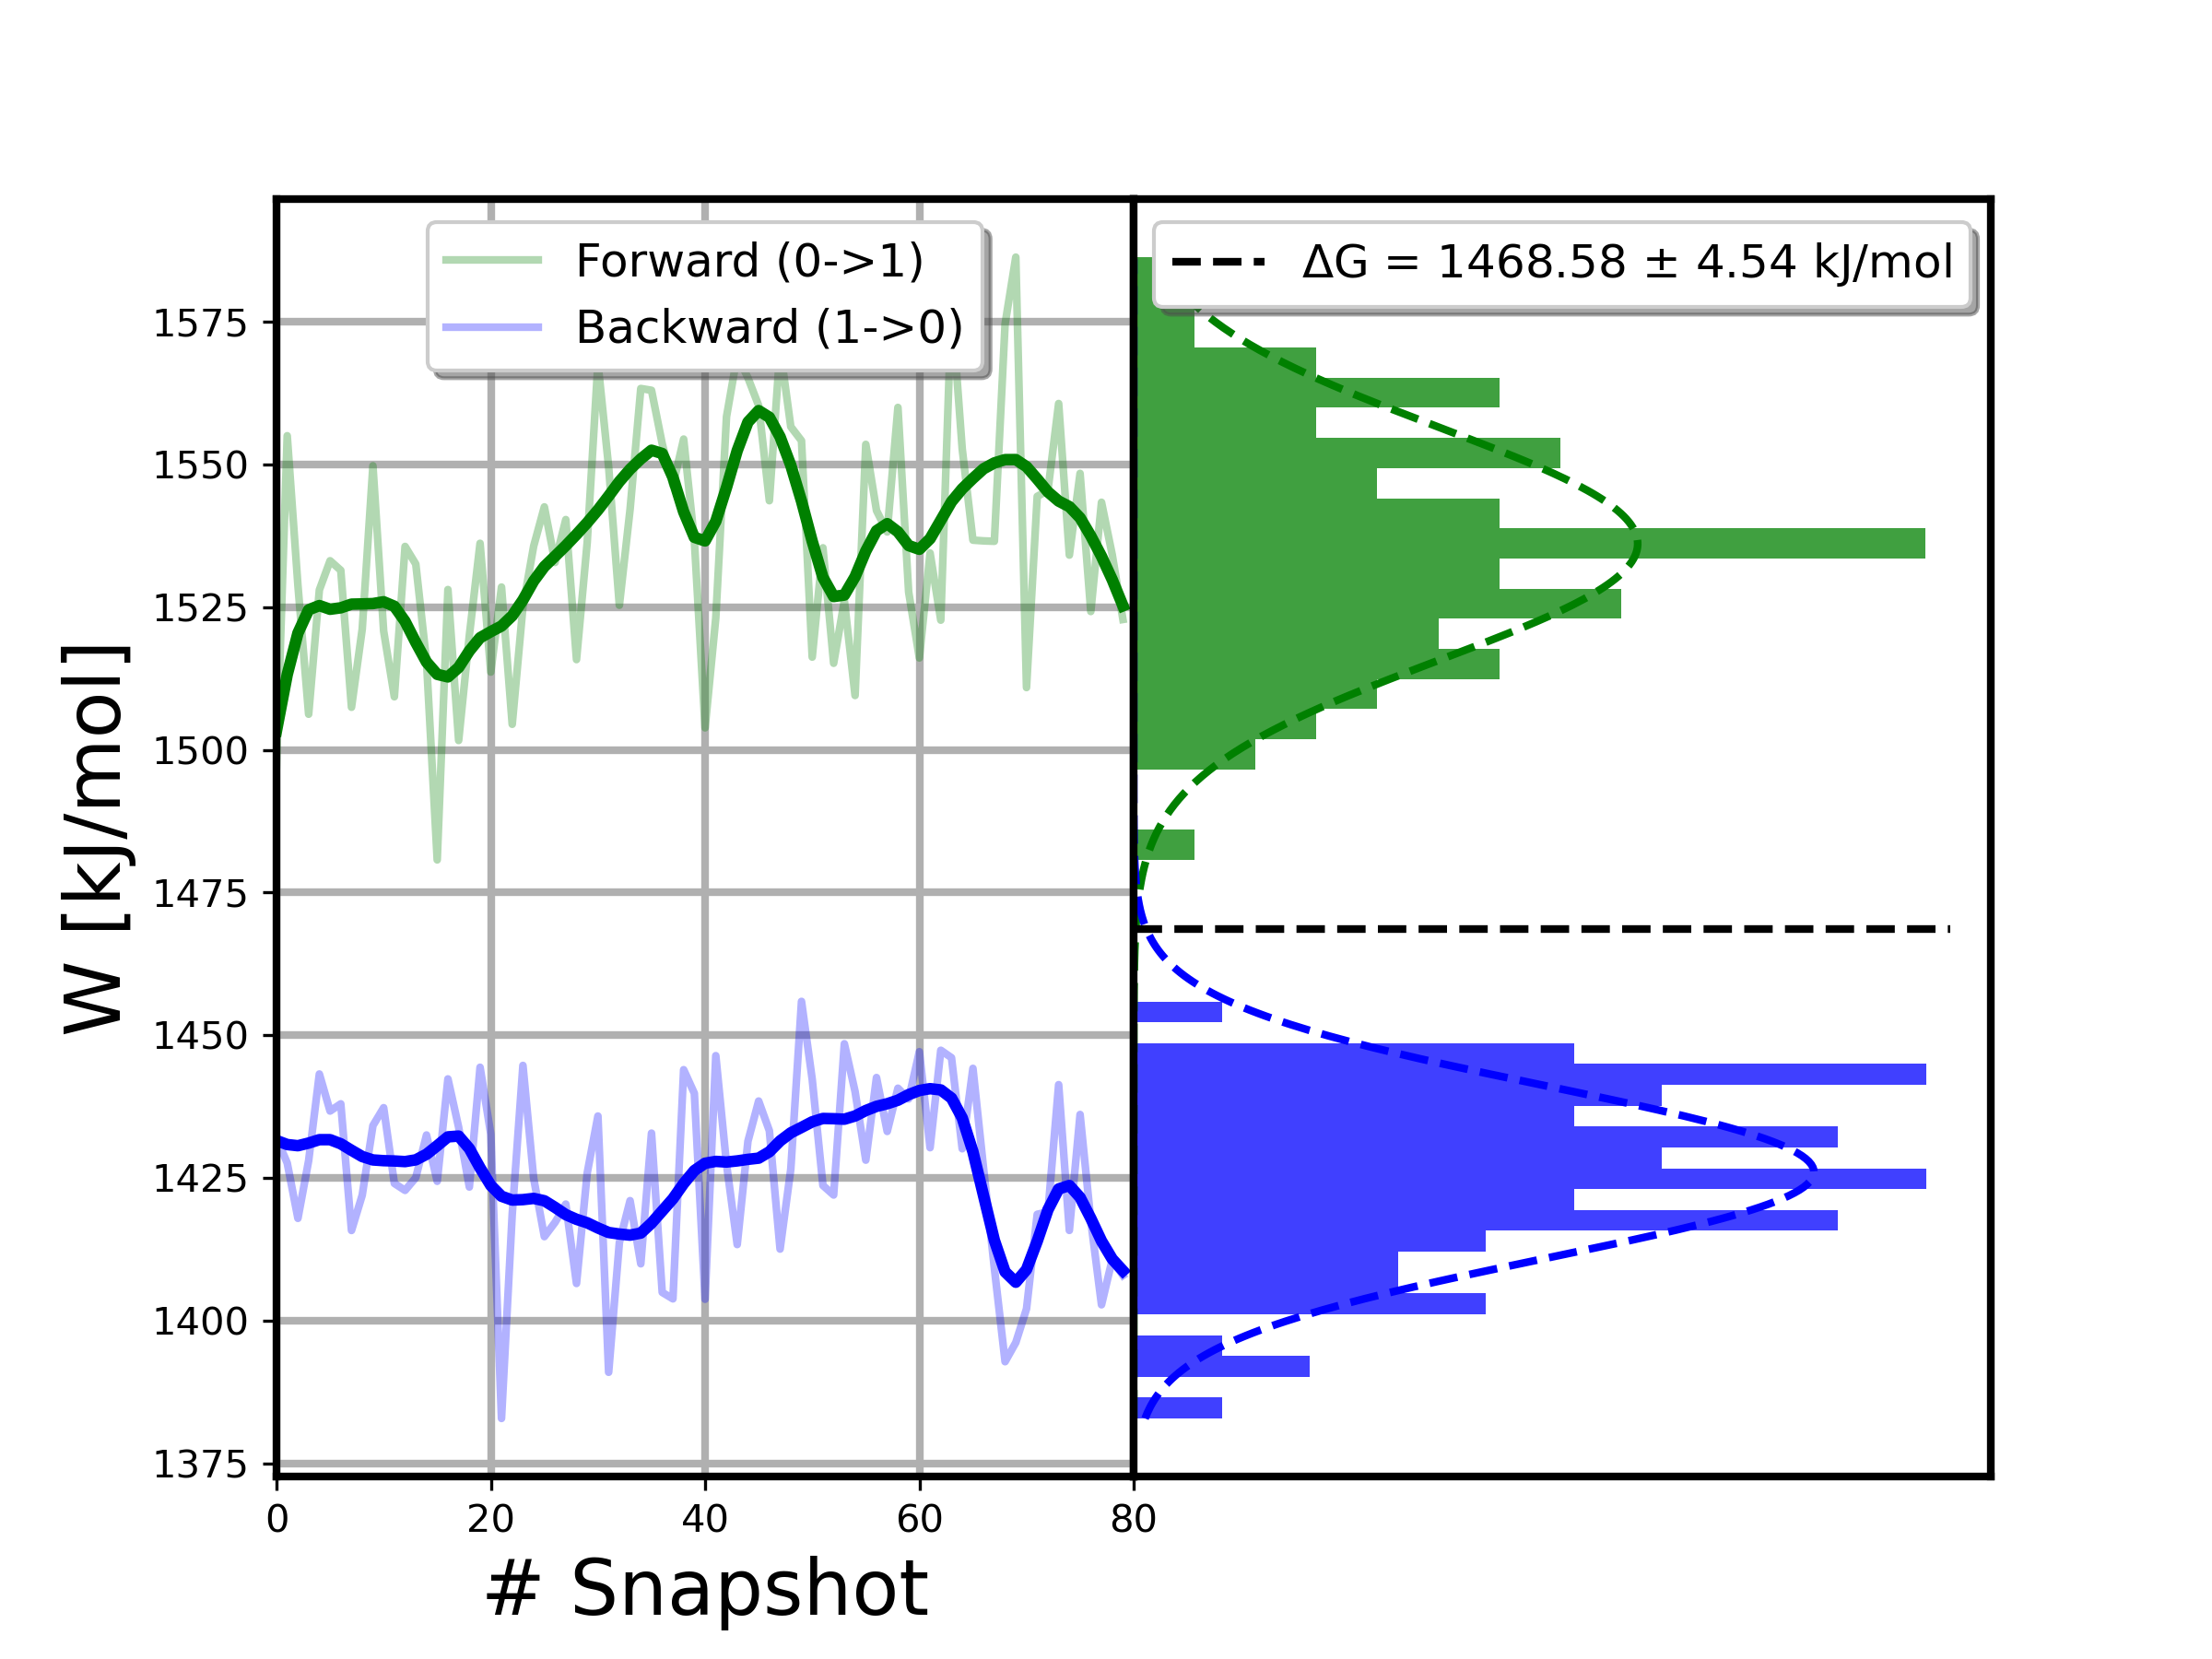 Forward (0->1)
Backward (1->0)
ΔG = 1468.58 ± 4.54 kJ/mol
W [kJ/mol]
1575
1550
1525
1500
1475
1450
1425
1400
1375
0 20 40 60 80
# Snapshot